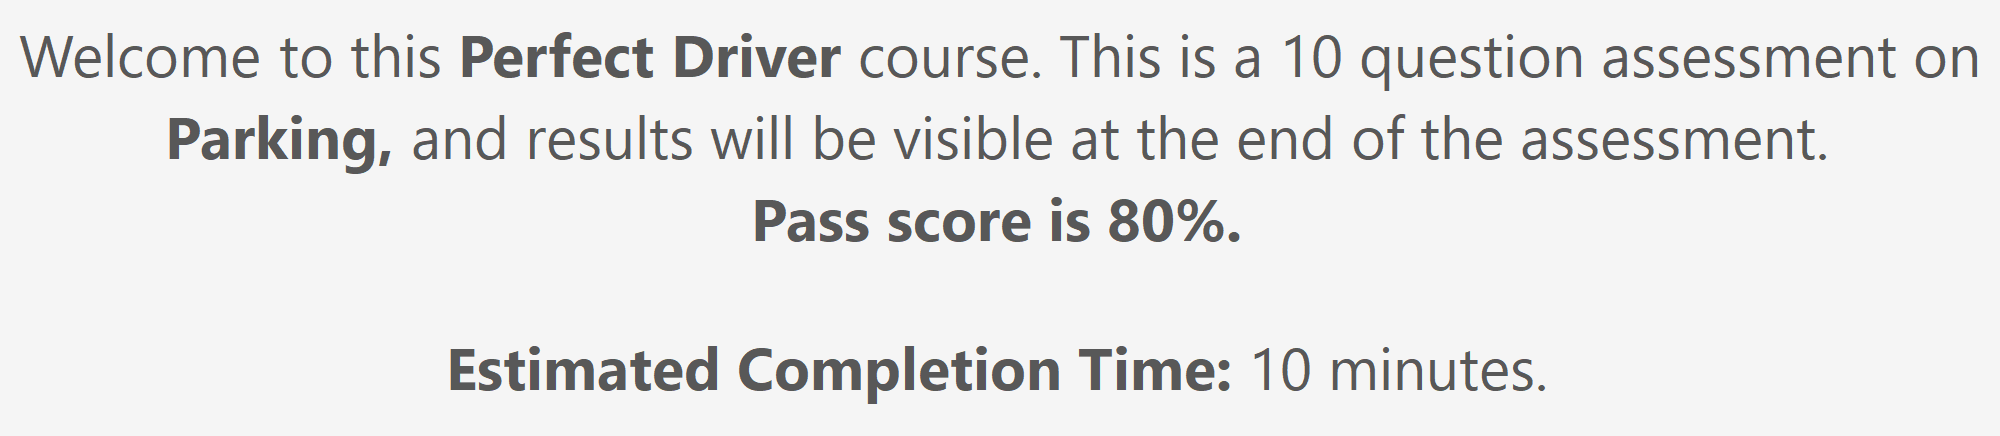 Welcome to this Perfect Driver course. This is a 10 question assessment on
Parking, and results will be visible at the end of the assessment.
Pass score is 80%.
Estimated Completion Time: 10 minutes.